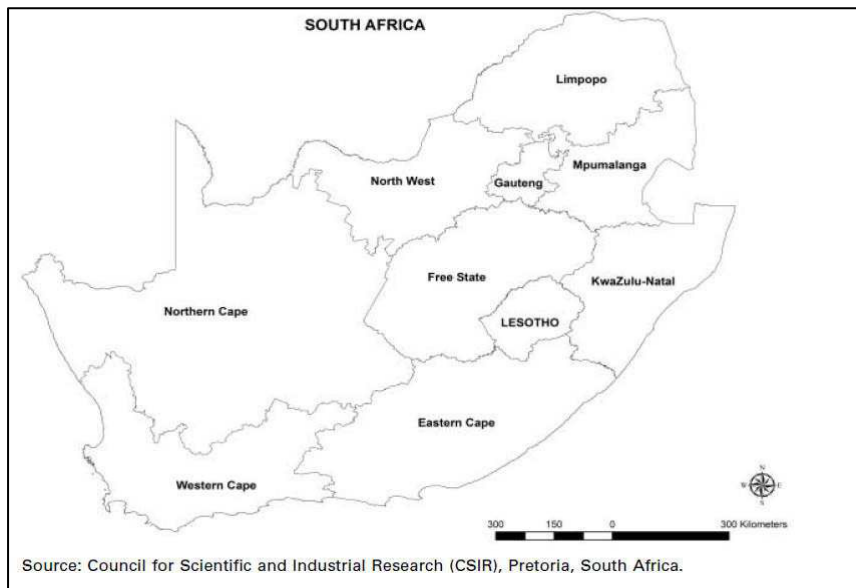 SOUTH AFRICA
Limpopo
Mpumalanga
North West
Gauteng
Free State
KwaZulu-Natal
Northern Cape
LESOTHO
Eastern Cape
Western Cape
N
W E
S
300 150 0 300 Kilometers
Source: Council for Scientific and Industrial Research (CSIR), Pretoria, South Africa.